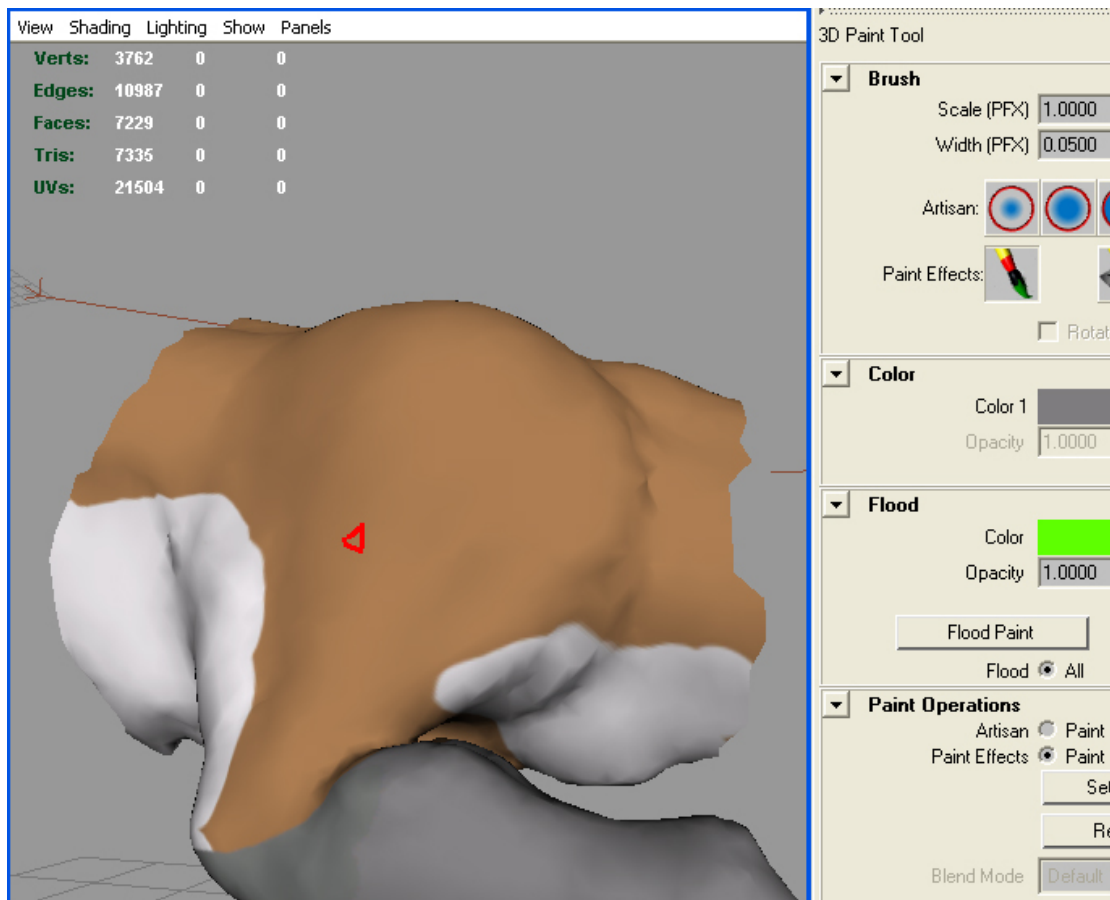 View Shading Lighting Show Panels
Verts: 3762 0 0
Edges: 10987 0 0
Faces: 7229 0 0
Tris: 7335 0 0
UVs: 21504 0 0
3D Paint Tool
Brush
Scale (PFX) 1.0000
Width (PFX) 0.0500
Artisan:
Paint Effects:
Rotat
Color
Color 1
Opacity 1.0000
Flood
Color
Opacity 1.0000
Flood Paint
Flood All
Paint Operations
Artisan Paint
Paint Effects Paint
Set
Re
Blend Mode Default